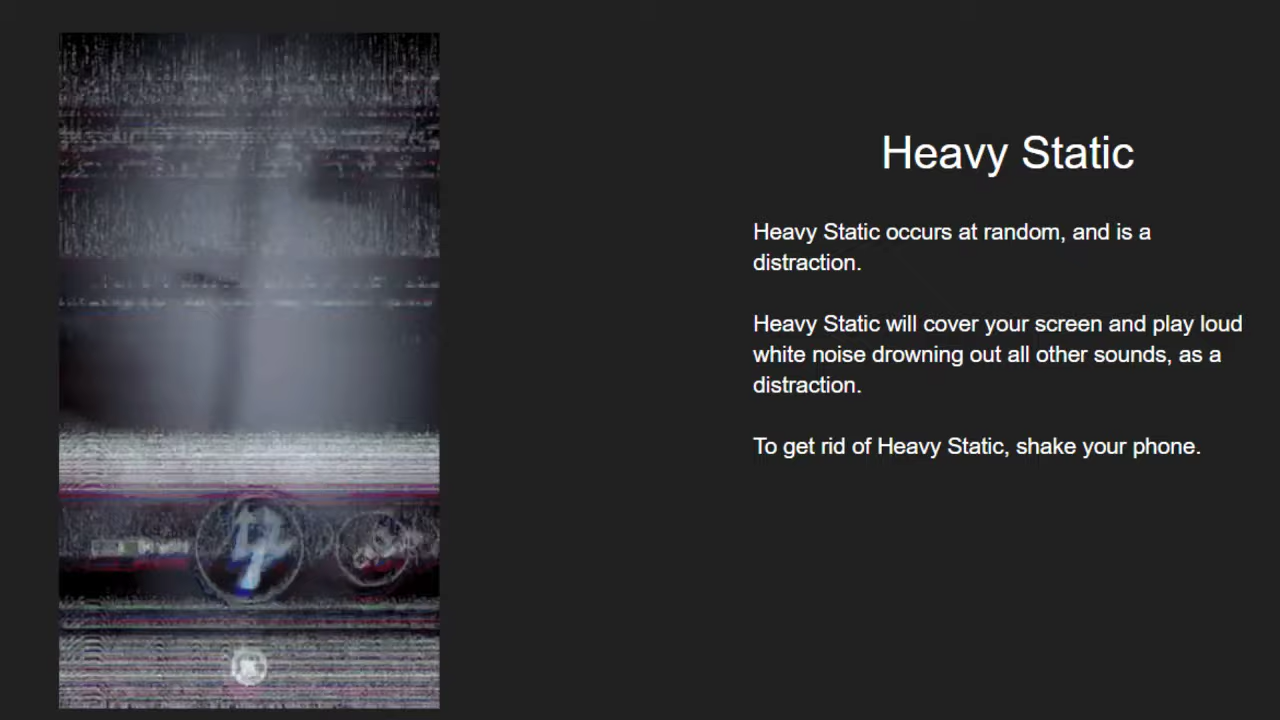 Heavy Static
Heavy Static occurs at random, and is a
distraction.
Heavy Static will cover your screen and play loud
white noise drowning out all other sounds, as a
distraction.
To get rid of Heavy Static, shake your phone.